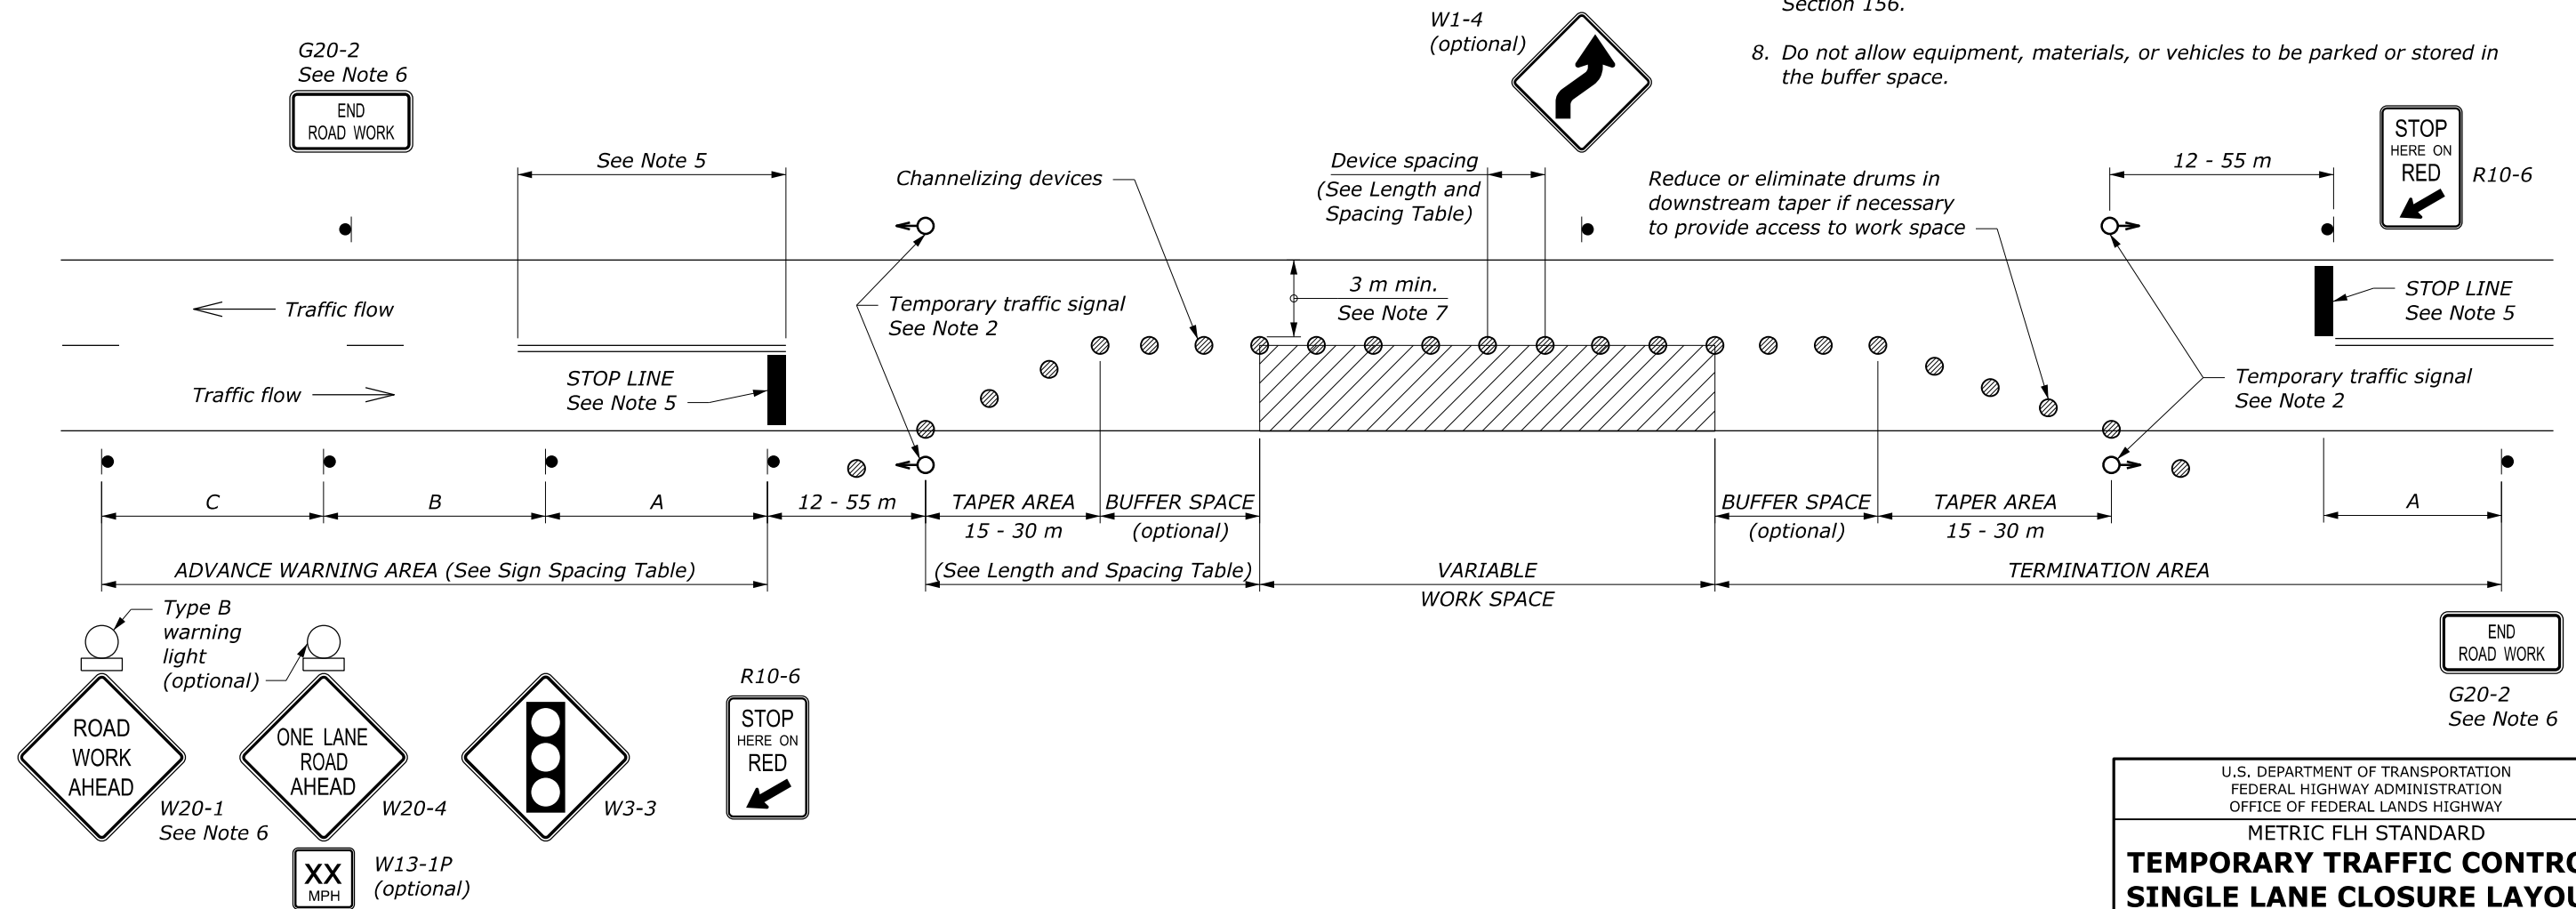 Section 156.
8. Do not allow equipment, materials, or vehicles to be parked or stored in
the buffer space.
W1-4
(optional)
G20-2
See Note 6
END
ROAD WORK
See Note 5
Channelizing devices
Device spacing
(See Length and
Spacing Table)
Reduce or eliminate drums in
downstream taper if necessary
to provide access to work space
12 - 55 m
STOP
HERE ON
RED
R10-6
Traffic flow
Temporary traffic signal
See Note 2
3 m min.
See Note 7
STOP LINE
See Note 5
Traffic flow
STOP LINE
See Note 5
Temporary traffic signal
See Note 2
C
B
A
12 - 55 m
TAPER AREA
15 - 30 m
BUFFER SPACE
(optional)
BUFFER SPACE
(optional)
TAPER AREA
15 - 30 m
A
ADVANCE WARNING AREA (See Sign Spacing Table)
(See Length and Spacing Table)
VARIABLE
WORK SPACE
TERMINATION AREA
Type B
warning
light
(optional)
ROAD
WORK
AHEAD
W20-1
See Note 6
ONE LANE
ROAD
AHEAD
W20-4
XX
MPH
W13-1P
(optional)
W3-3
R10-6
STOP
HERE ON
RED
END
ROAD WORK
G20-2
See Note 6
U.S. DEPARTMENT OF TRANSPORTATION
FEDERAL HIGHWAY ADMINISTRATION
OFFICE OF FEDERAL LANDS HIGHWAY
METRIC FLH STANDARD
TEMPORARY TRAFFIC CONTRO
SINGLE LANE CLOSURE LAYOU